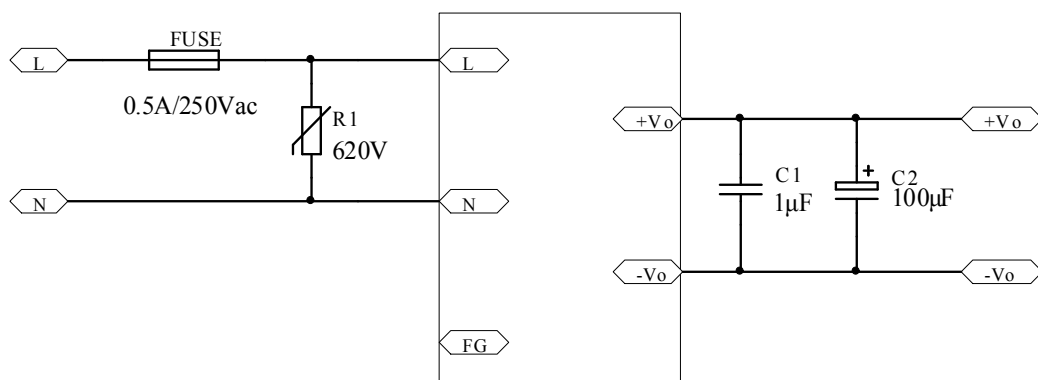 FUSE
L
L
0.5A/250Vac
R1
620V
+Vo
+Vo
C1
1μF
+
C2
100μF
N
N
-Vo
-Vo
FG